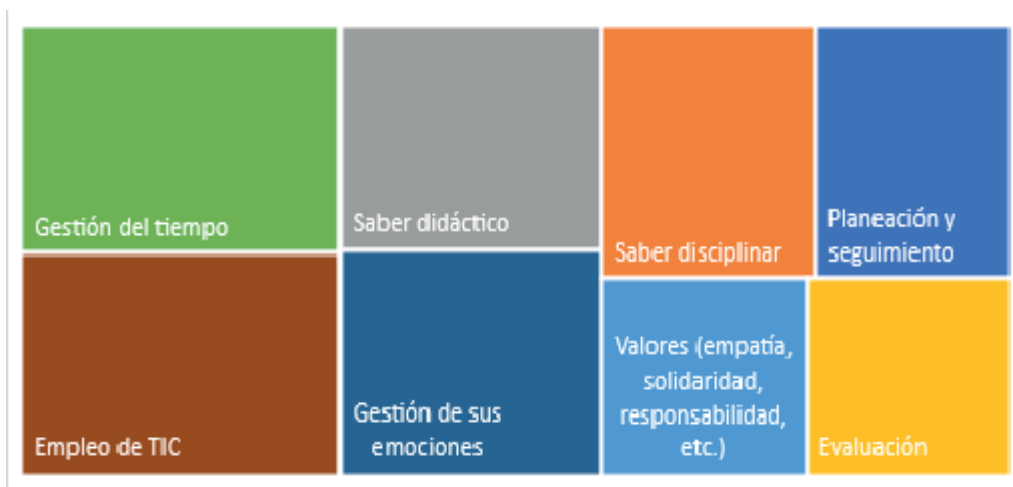 Gestión del tiempo
Saber didáctico
Saber disciplinar
Planeación y
seguimiento
Empleo de TIC
Gestión de sus
emociones
Valores (empatía,
solidaridad,
responsabilidad,
etc.)
Evaluación